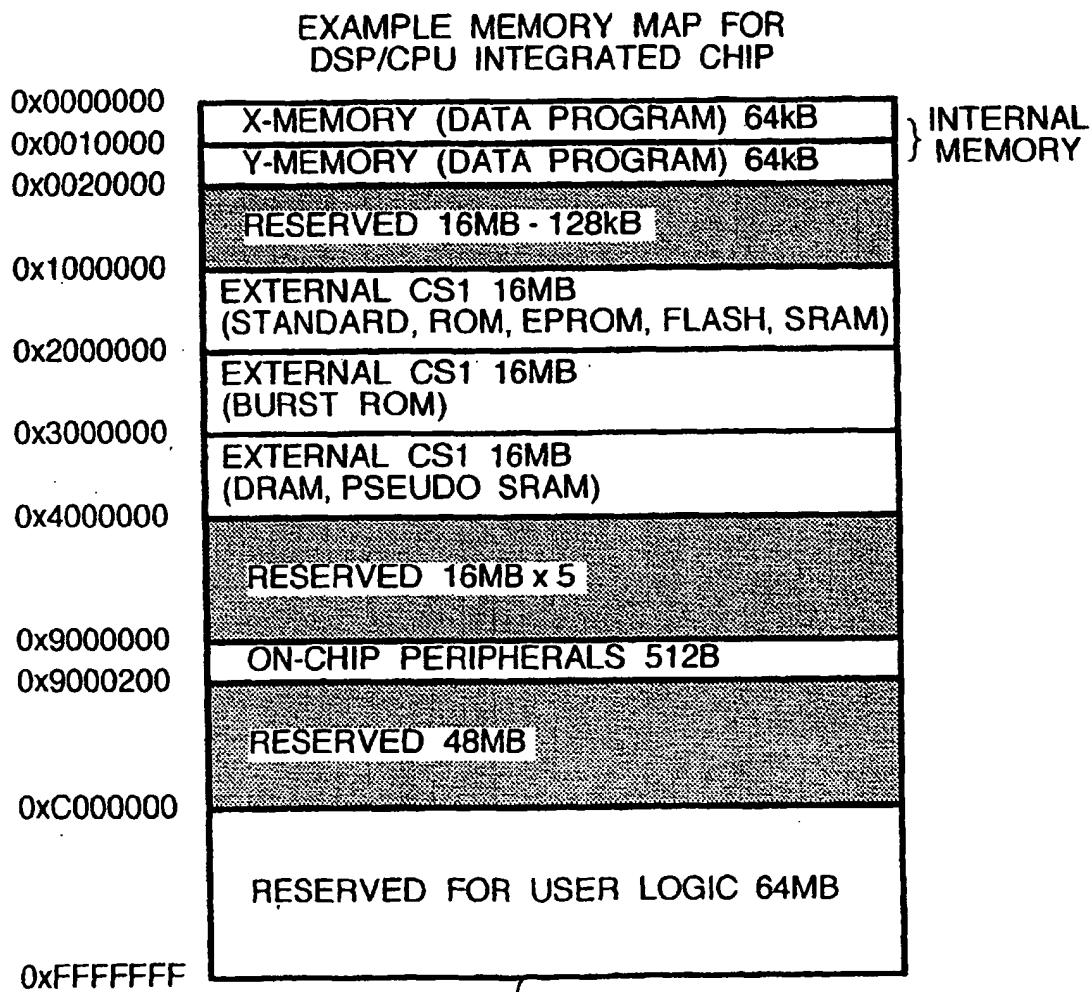 EXAMPLE MEMORY MAP FOR
DSP/CPU INTEGRATED CHIP
0x0000000
X-MEMORY (DATA PROGRAM) 64kB
INTERNAL
MEMORY
0x0010000
Y-MEMORY (DATA PROGRAM) 64kB
0x0020000
RESERVED 16MB - 128kB
0x1000000
EXTERNAL CS1 16MB
(STANDARD, ROM, EPROM, FLASH, SRAM)
0x2000000
EXTERNAL CS1 16MB
(BURST ROM)
0x3000000
EXTERNAL CS1 16MB
(DRAM, PSEUDO SRAM)
0x4000000
RESERVED 16MB x 5
0x9000000
ON-CHIP PERIPHERALS 512B
0x9000200
RESERVED 48MB
0xC000000
RESERVED FOR USER LOGIC 64MB
0xFFFFFFF